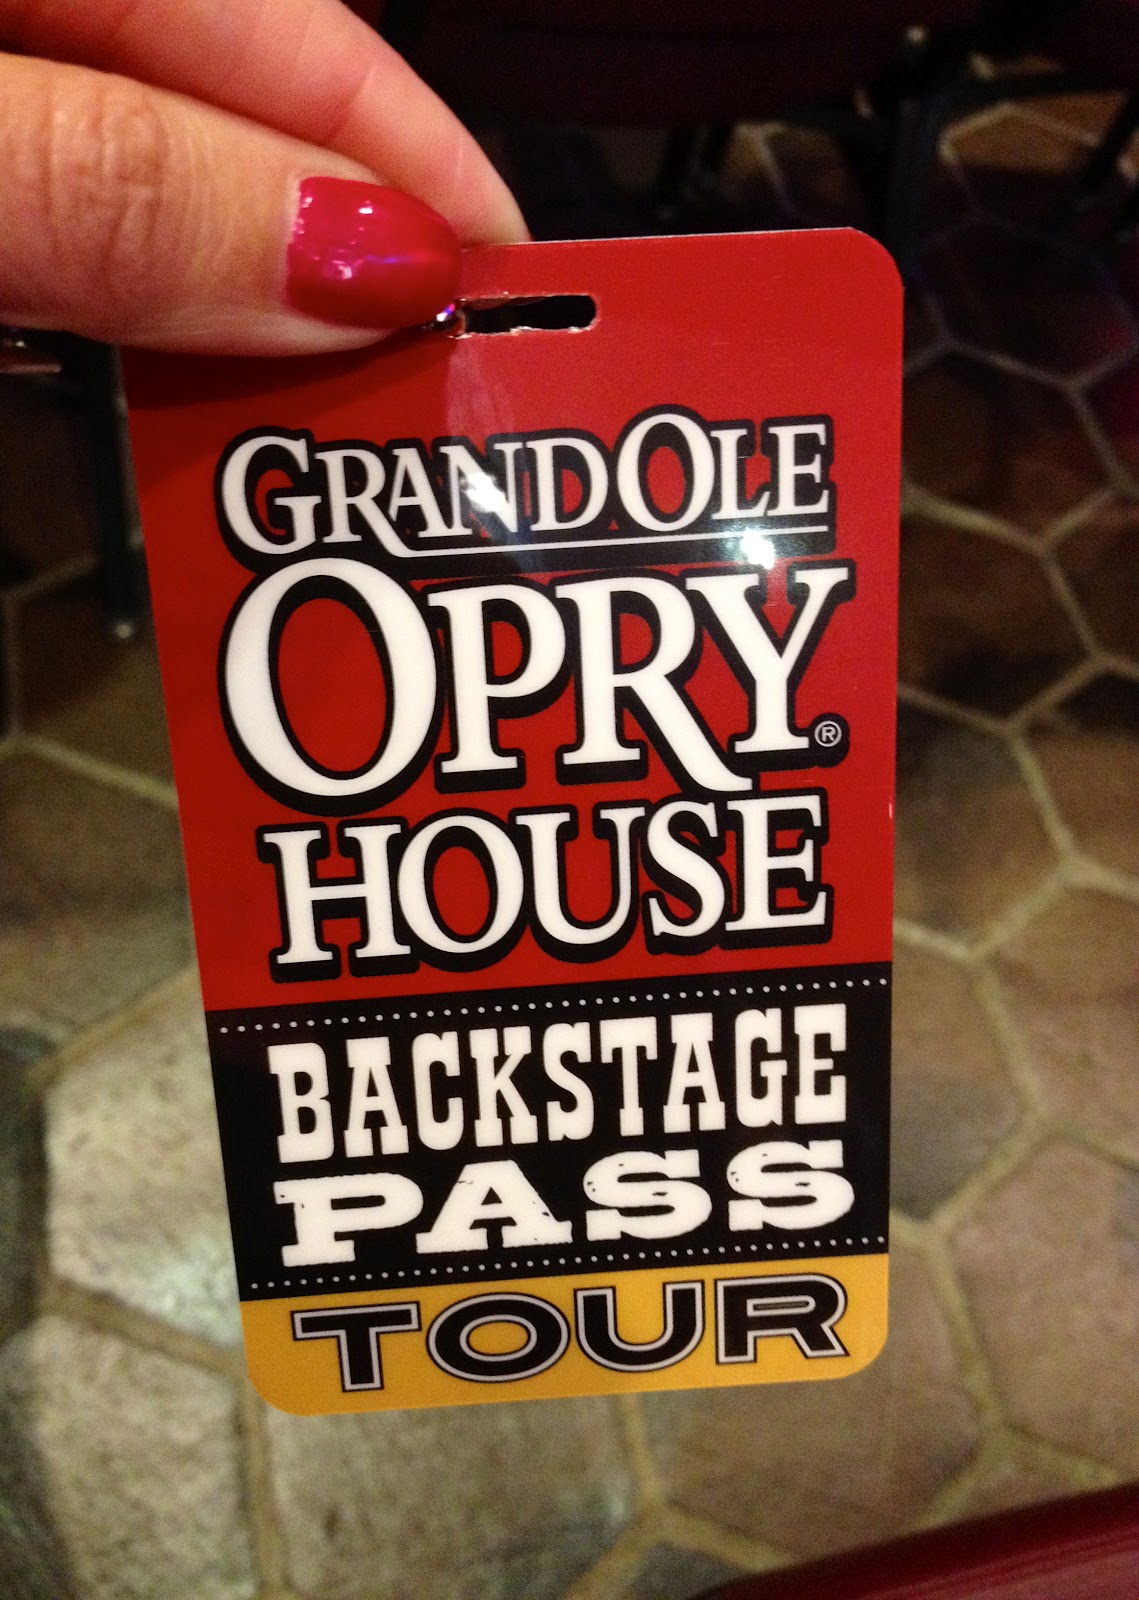 GRAND OLE
OPRY®
HOUSE
BACKSTAGE
PASS
TOUR